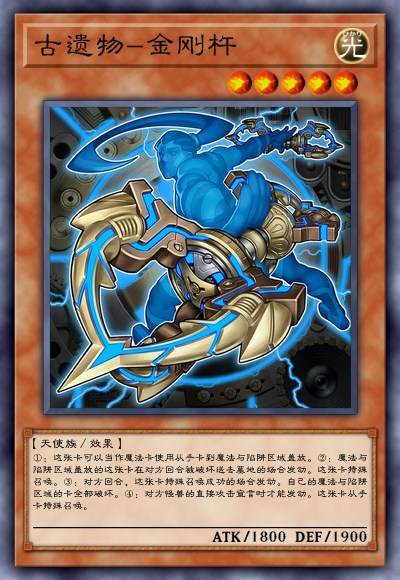 古遗物-金刚杵
光
【天使族/效果】
①：这张卡可以当作魔法卡使用从手卡到魔法与陷阱区域盖放。②：魔法与
陷阱区域盖放的这张卡在对方回合被破坏送去墓地的场合发动。这张卡特殊
召唤。③：对方回合，这张卡特殊召唤成功的场合发动。自己的魔法与陷阱区
域的卡全部破坏。④：对方怪兽的直接攻击宣言时才能发动。这张卡从手
卡特殊召唤。
ATK/1800 DEF/1900